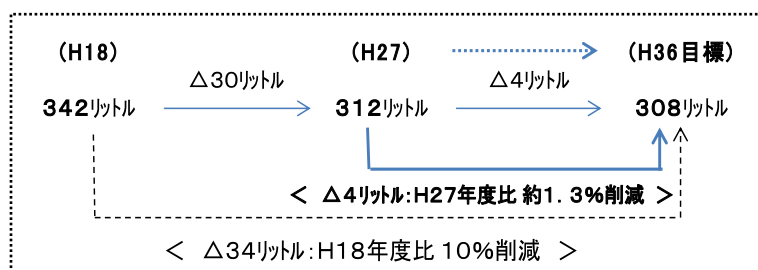 (H18) (H27) (H36目標)
△30リットル △4リットル
342リットル 312リットル 308リットル
＜ △4リットル：H27年度比 約1．3%削減 ＞
＜ △34リットル：H18年度比 10%削減 ＞